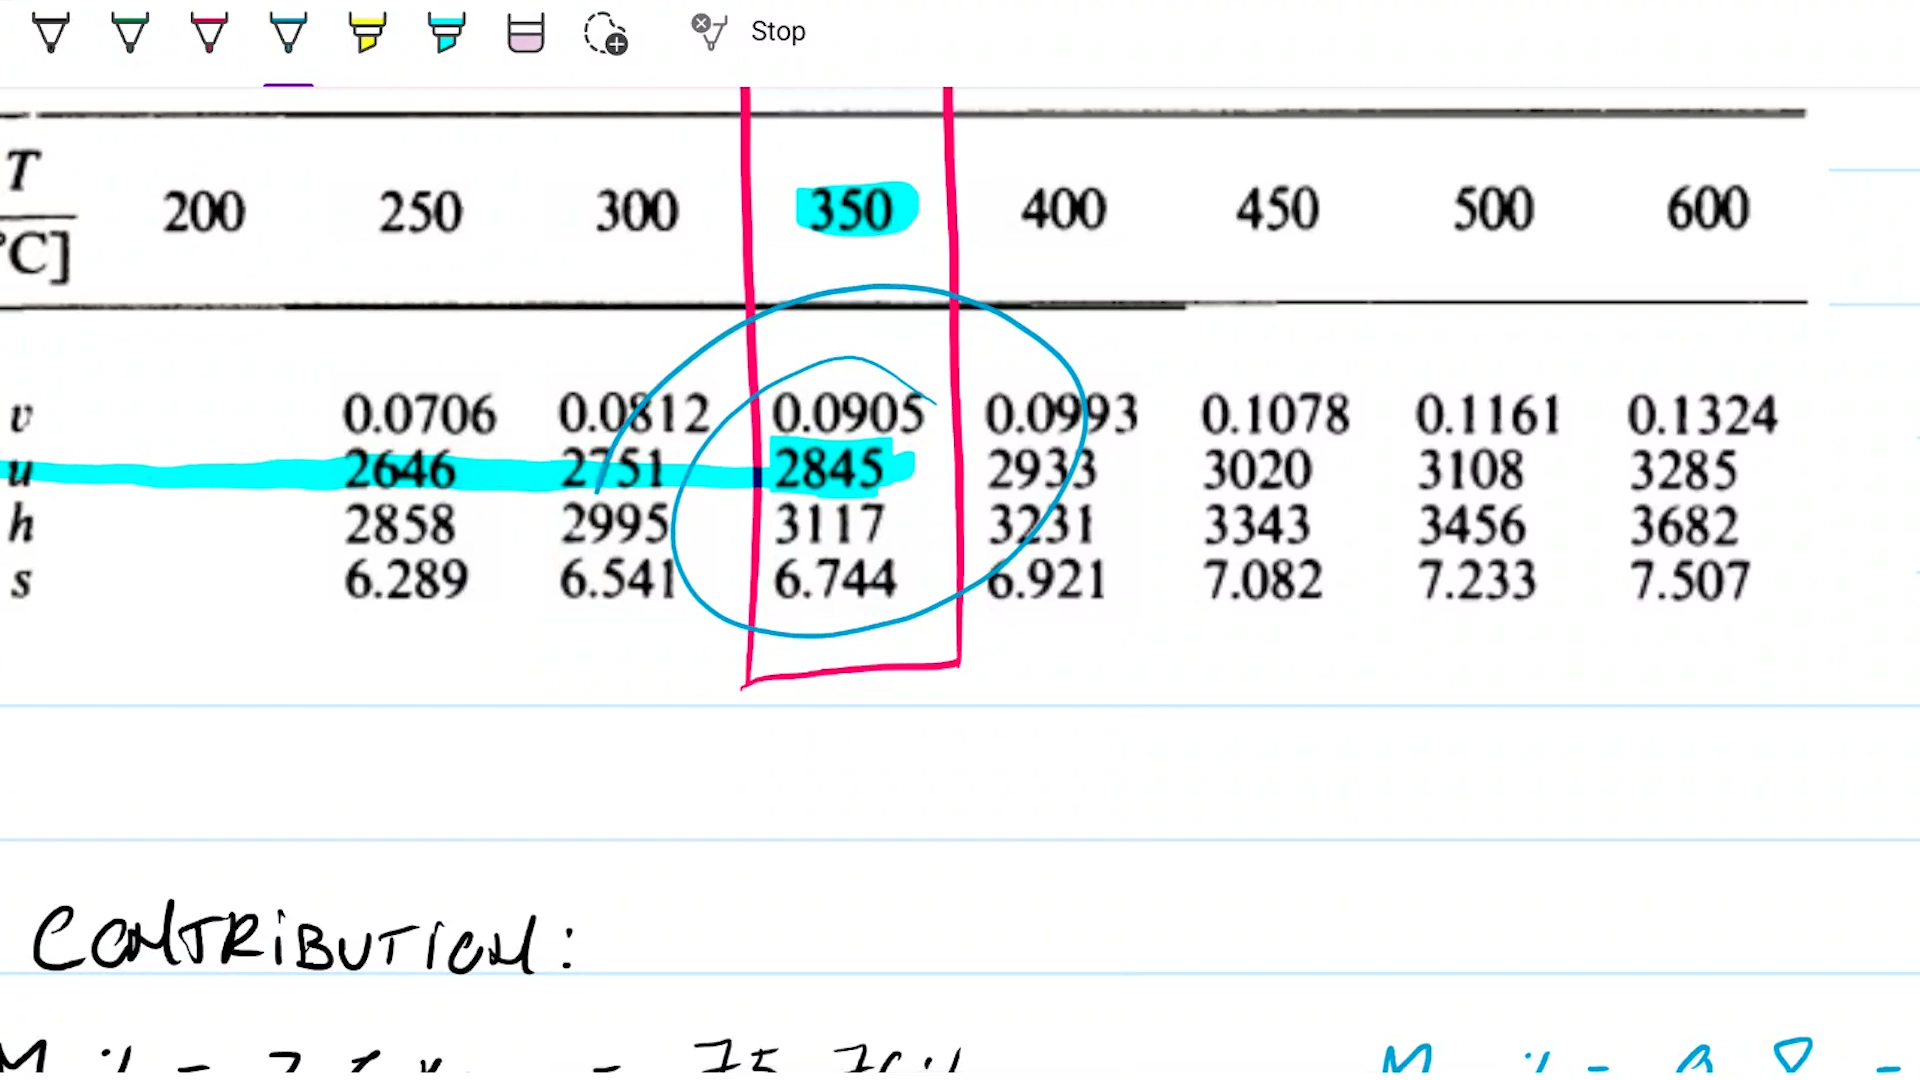 Stop
T
°C] 200 250 300 350 400 450 500 600
v 0.0706 0.0812 0.0905 0.0993 0.1078 0.1161 0.1324
u 2646 2751 2845 2933 3020 3108 3285
h 2858 2995 3117 3231 3343 3456 3682
s 6.289 6.541 6.744 6.921 7.082 7.233 7.507
CONTRIBUTION: